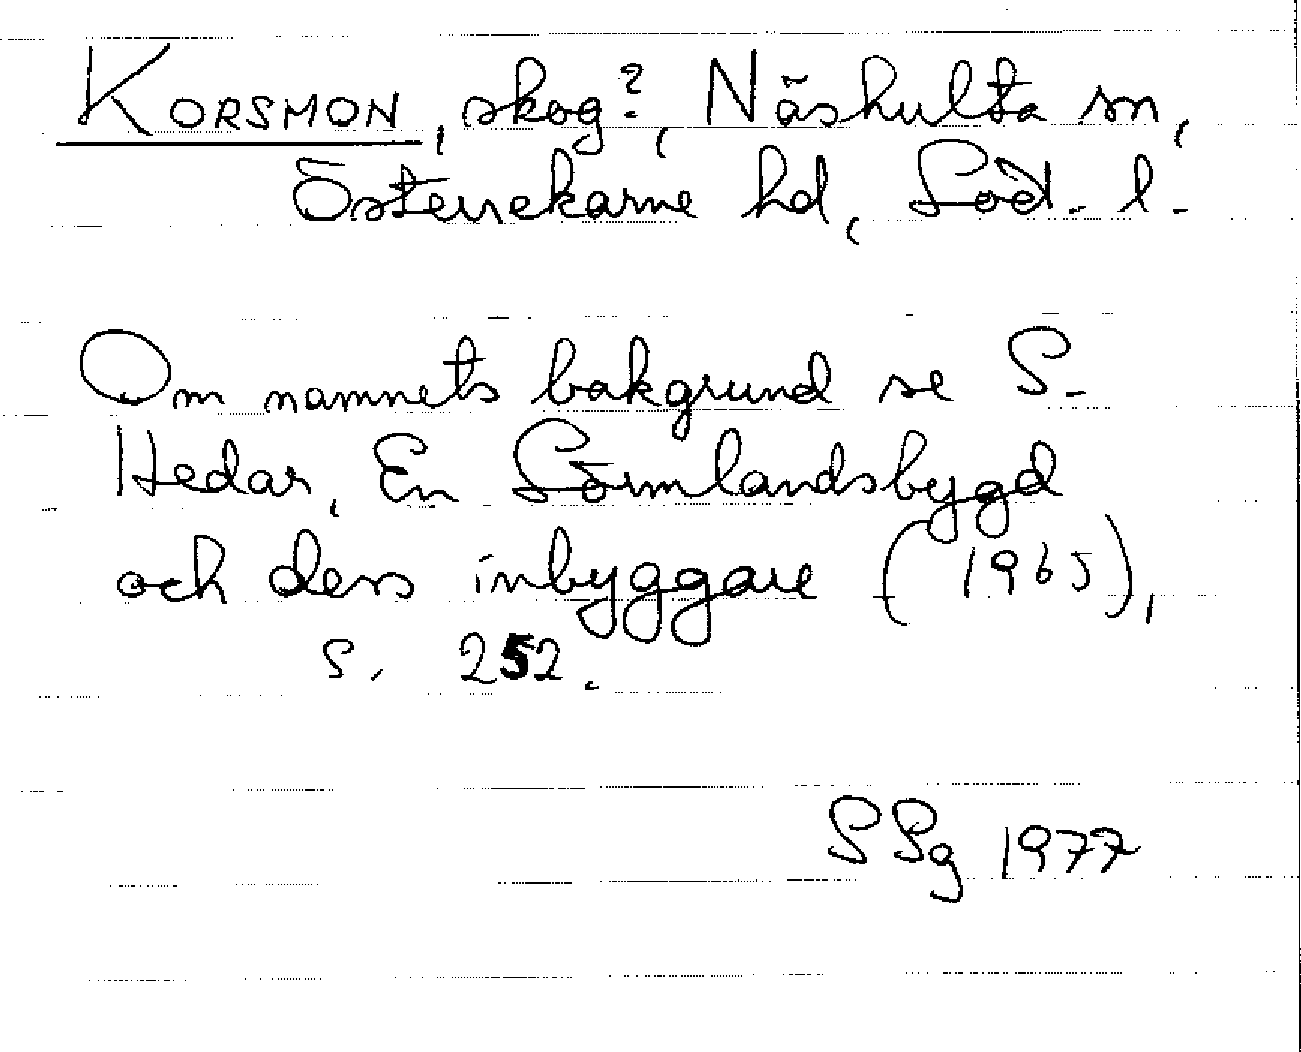 KORSMON, skog?, Näshulta sn,
Österrekarne hd, Söd. l.
Om namnets bakgrund se S.
Hedar, En Sörmlandsbygd
och dess inbyggare (1965),
s. 252.
SSg 1977